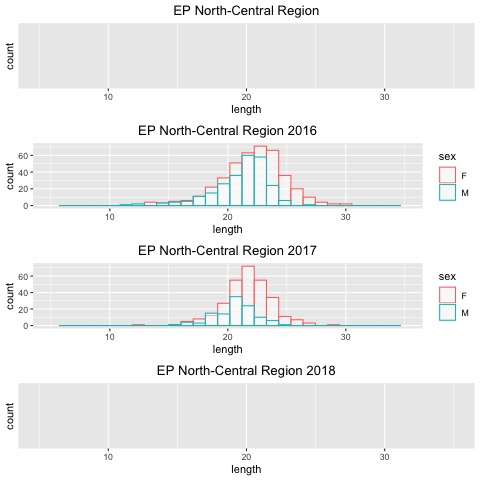 EP North-Central Region
count
10 20 30
length
EP North-Central Region 2016
count
60
40
20
0
10 20 30
length
sex
F
M
EP North-Central Region 2017
count
60
40
20
0
10 20 30
length
sex
F
M
EP North-Central Region 2018
count
10 20 30
length